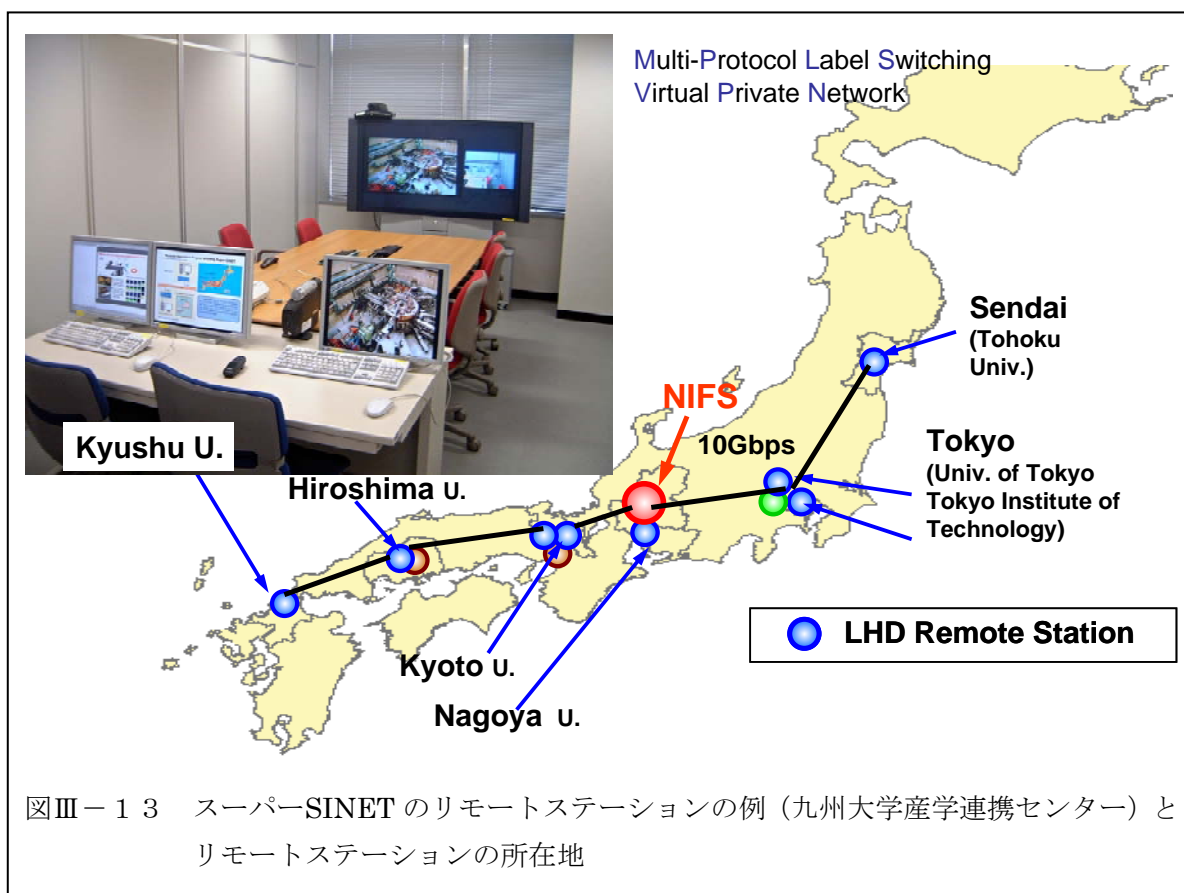 Multi-Protocol Label Switching
Virtual Private Network
Sendai
(Tohoku
Univ.)
NIFS
10Gbps
Tokyo
(Univ. of Tokyo
Tokyo Institute of
Technology)
Kyushu U.
Hiroshima U.
Kyoto U.
Nagoya U.
LHD Remote Station
図Ⅲ－１３　スーパーSINET のリモートステーションの例（九州大学産学連携センター）と
リモートステーションの所在地